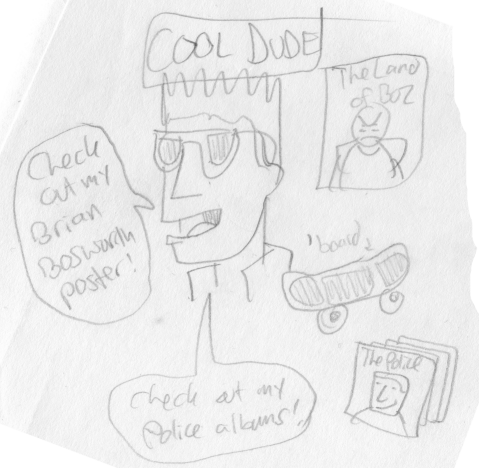 COOL DUDE
The Land
of BOZ
Check
out my
Brian
Bosworth
poster!
'board
The Police
Check out my
Police albums!